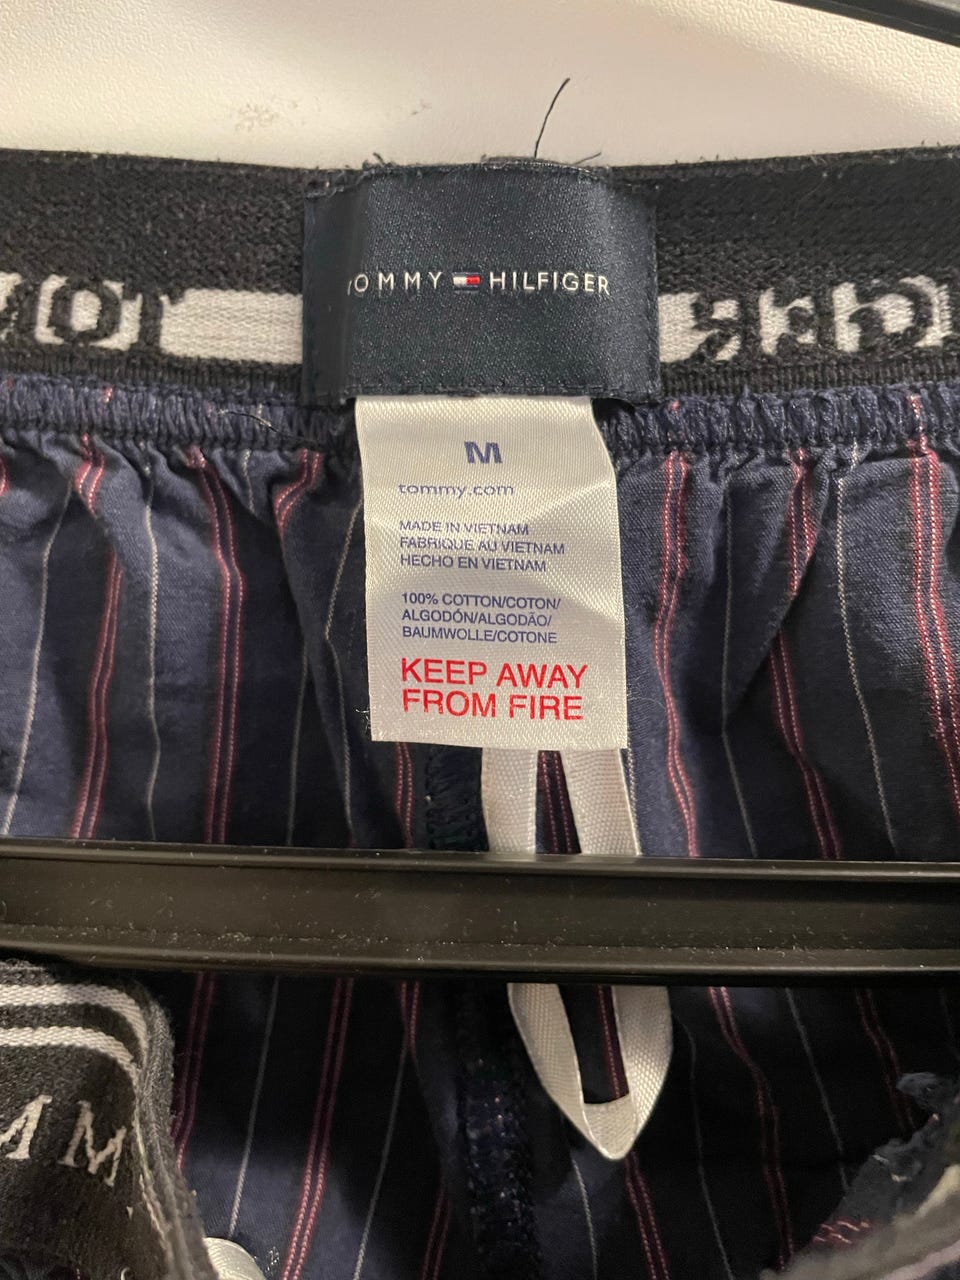 TOMMY HILFIGER
M
tommy.com
MADE IN VIETNAM
FABRIQUE AU VIETNAM
HECHO EN VIETNAM
100% COTTON/COTON/
ALGODÓN/ALGODÃO/
BAUMWOLLE/COTONE
KEEP AWAY
FROM FIRE
MM